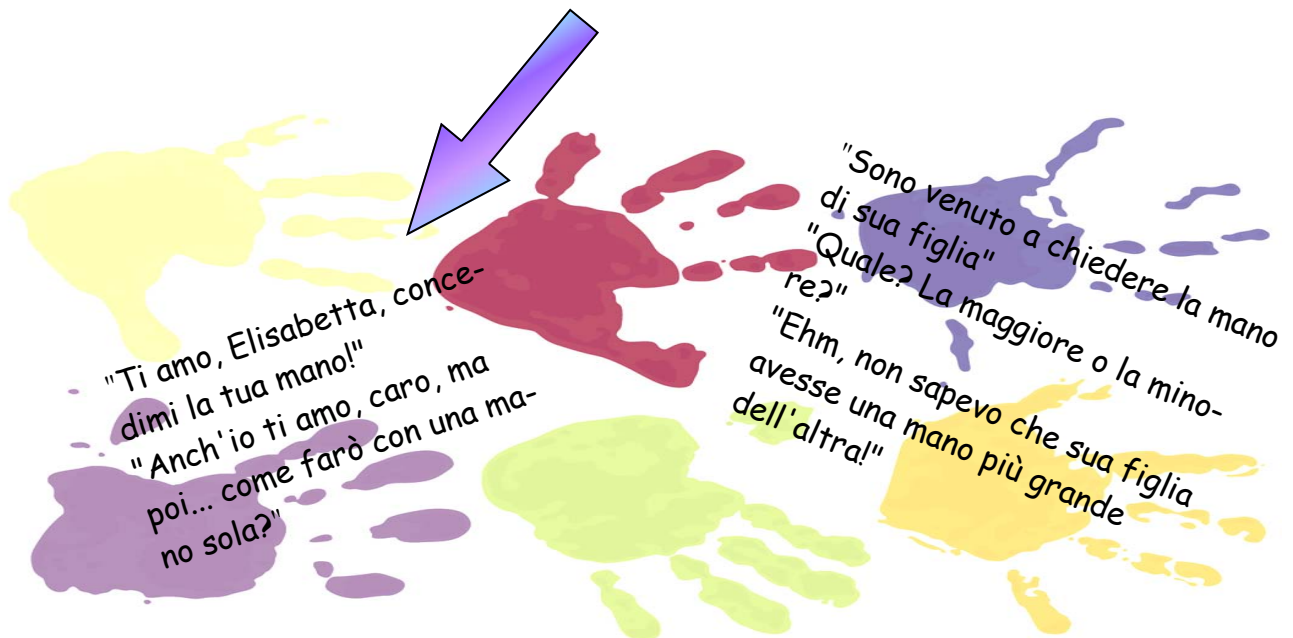 "Ti amo, Elisabetta, conce-
dimi la tua mano!"
"Anch'io ti amo, caro, ma
poi... come farò con una ma-
no sola?"
"Sono venuto a chiedere la mano
di sua figlia"
"Quale? La maggiore o la mino-
re?"
"Ehm, non sapevo che sua figlia
avesse una mano più grande
dell'altra!"